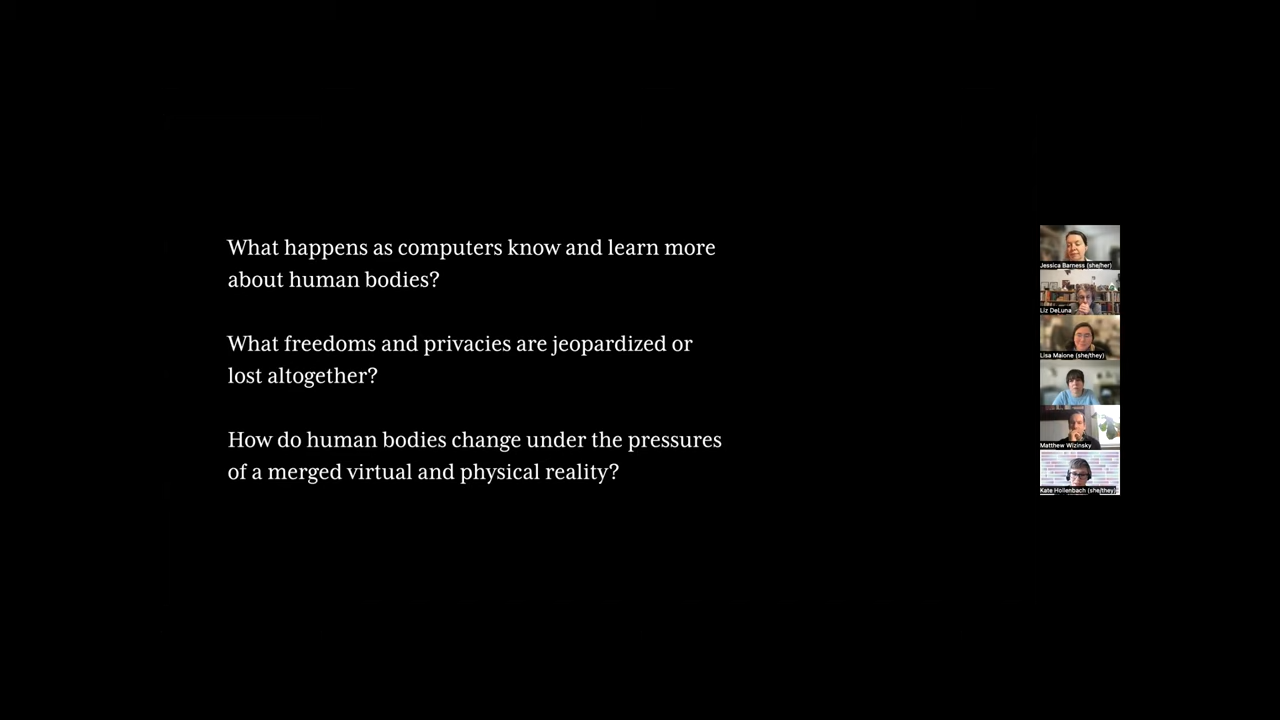 What happens as computers know and learn more
about human bodies?
What freedoms and privacies are jeopardized or
lost altogether?
How do human bodies change under the pressures
of a merged virtual and physical reality?
Jessica Barness (she/her)
Liz DeLuna
Lisa Maione (she/they)
Matthew Wizinsky
Kate Hollenbach (she/they)